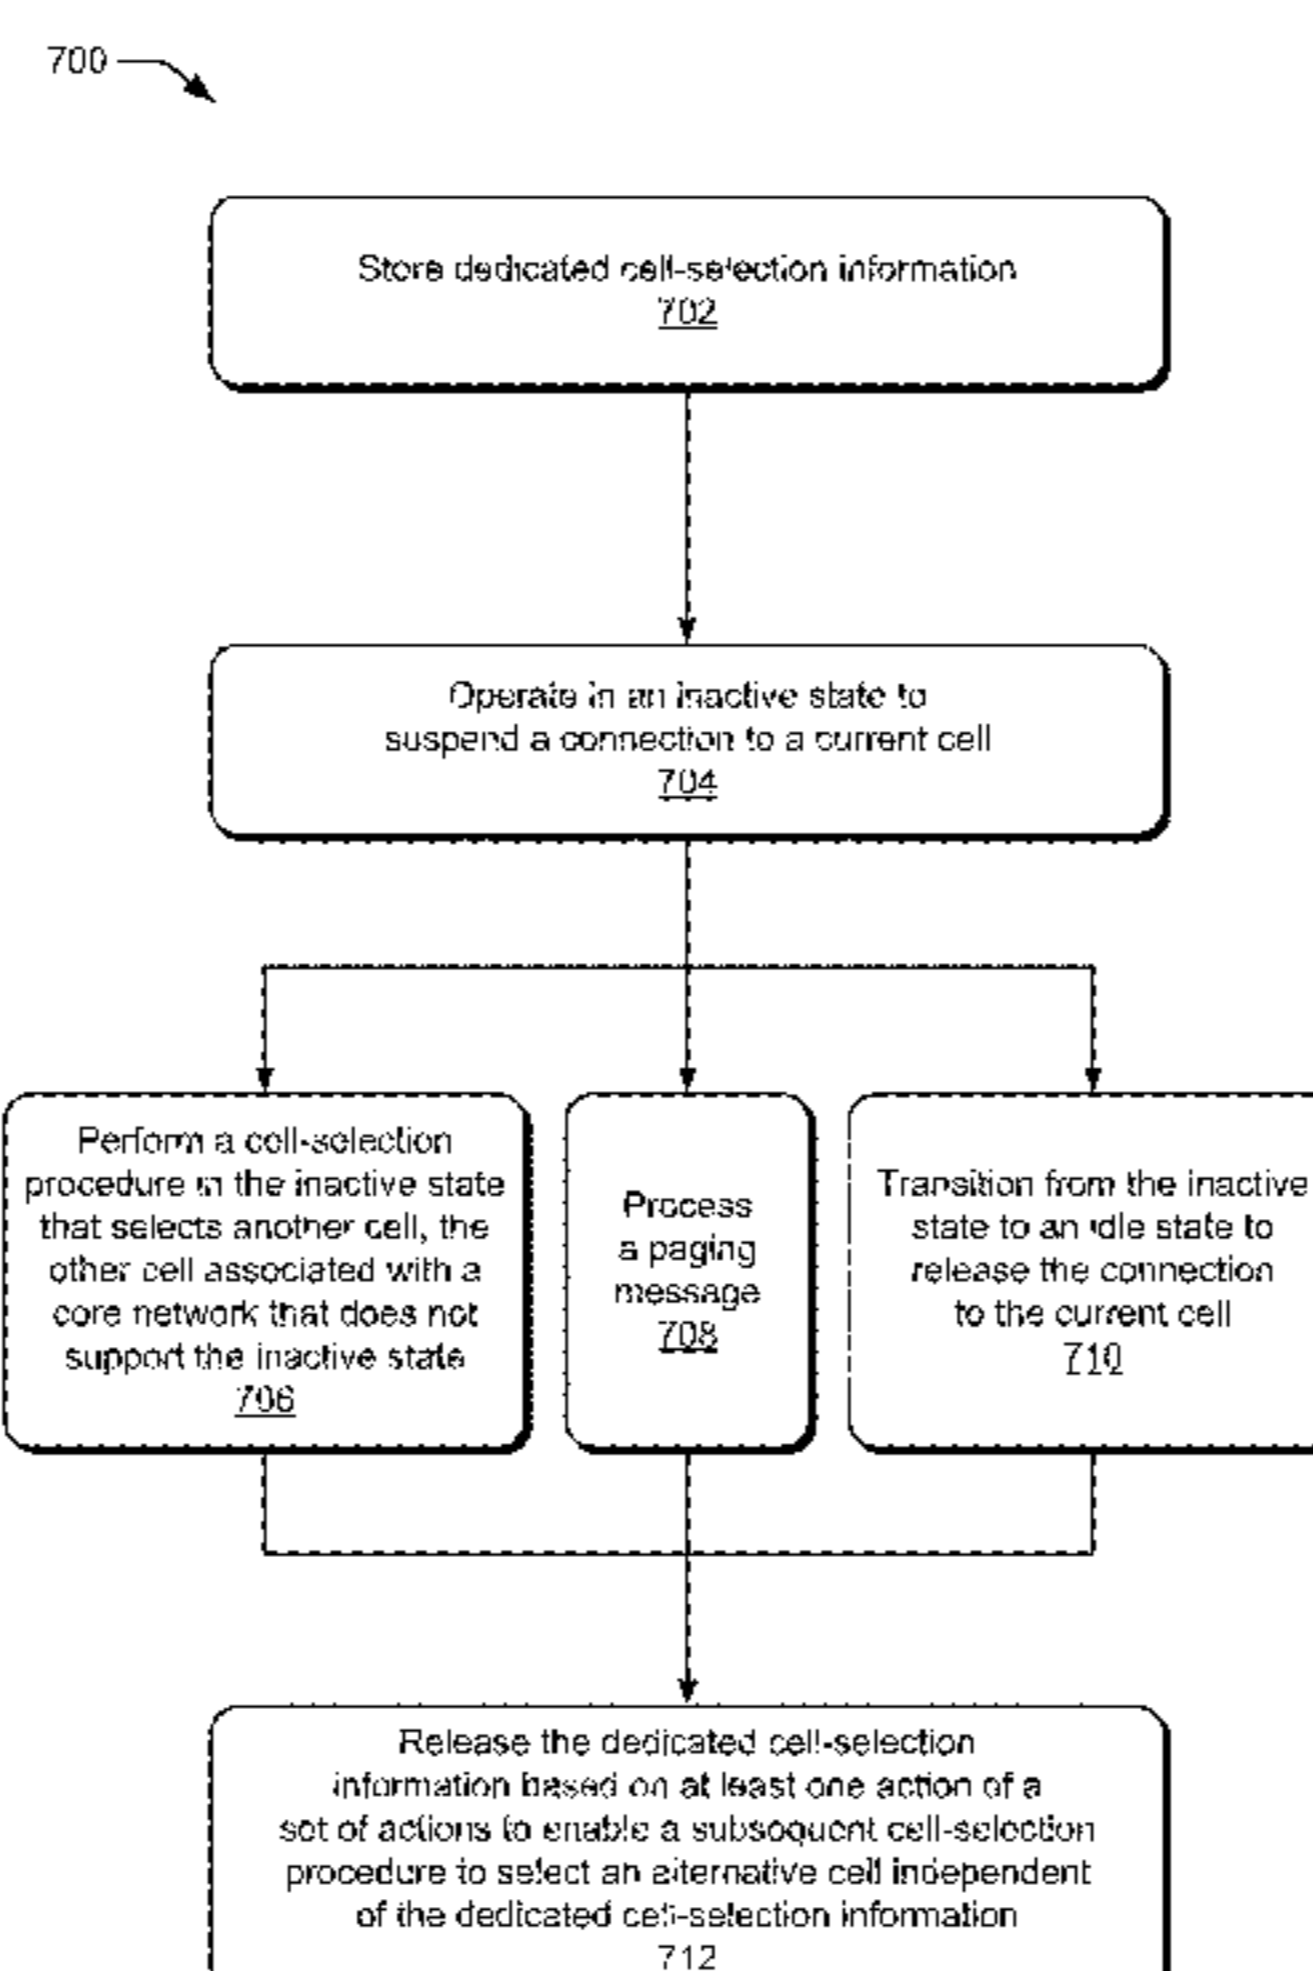 700
Store dedicated cell-selection information
702
Operate in an inactive state to
suspend a connection to a current cell
704
Perform a cell-selection
procedure in the inactive state
that selects another cell, the
other cell associated with a
core network that does not
support the inactive state
706
Process
a paging
message
708
Transition from the inactive
state to an idle state to
release the connection
to the current cell
710
Release the dedicated cell-selection
information based on at least one action of a
set of actions to enable a subsequent cell-selection
procedure to select an alternative cell independent
of the dedicated cell-selection information
712